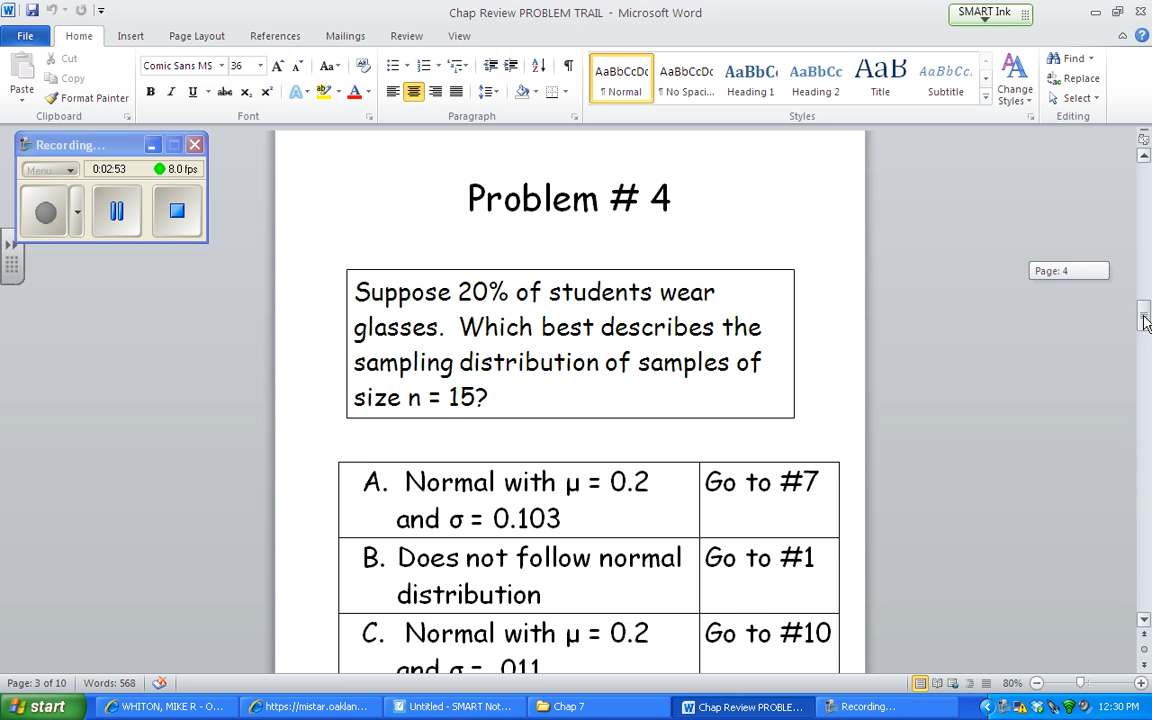 Chap Review PROBLEM TRAIL - Microsoft Word
SMART Ink
File Home Insert Page Layout References Mailings Review View
Cut
Copy
Format Painter
Paste
Clipboard
Comic Sans MS 36
Font
Paragraph
AaBbCcDc AaBbCcDc AaBbCc AaBbCc AaB AaBbCc.
¶ Normal ¶ No Spaci... Heading 1 Heading 2 Title Subtitle
Change
Styles
Styles
Find
Replace
Select
Editing
Recording...
Menu 0:02:53 8.0 fps
Page: 4
Problem # 4
Suppose 20% of students wear
glasses. Which best describes the
sampling distribution of samples of
size n = 15?
A. Normal with μ = 0.2 Go to #7
and σ = 0.103
B. Does not follow normal Go to #1
distribution
C. Normal with μ = 0.2 Go to #10
and σ = .011
Page: 3 of 10 Words: 568 80%
start WHITON, MIKE R - O... https://mistar.oaklan... Untitled - SMART Not... Chap 7 Chap Review PROBLE... Recording... 12:30 PM